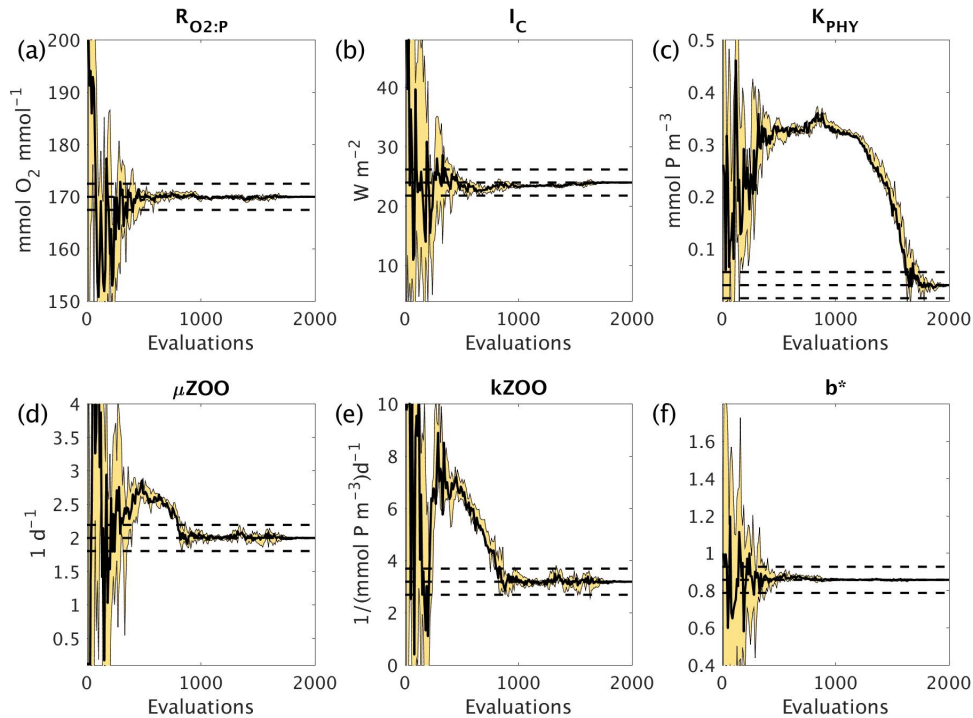 R_O2:P
I_C
K_PHY
(a)
(b)
(c)
200
190
180
170
160
150
mmol O_2 mmol^-1
0
1000
2000
Evaluations
40
30
20
10
W m^-2
0
1000
2000
Evaluations
0.5
0.4
0.3
0.2
0.1
mmol P m^-3
0
1000
2000
Evaluations
μZOO
kZOO
b*
(d)
(e)
(f)
4
3.5
3
2.5
2
1.5
1
0.5
1 d^-1
0
1000
2000
Evaluations
10
8
6
4
2
0
1/(mmol P m^-3)d^-1
0
1000
2000
Evaluations
1.6
1.4
1.2
1
0.8
0.6
0.4
0
1000
2000
Evaluations